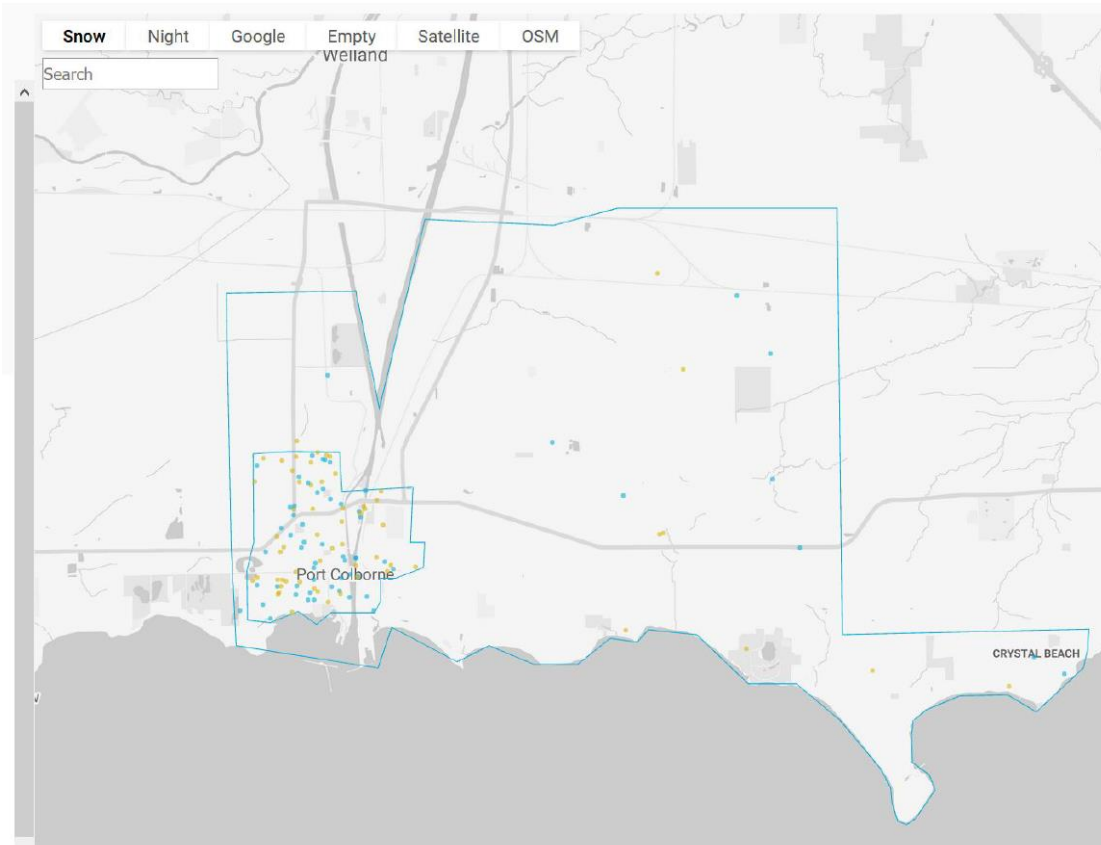 Snow Night Google Empty Satellite OSM
Welland
Search
Port Colborne
CRYSTAL BEACH